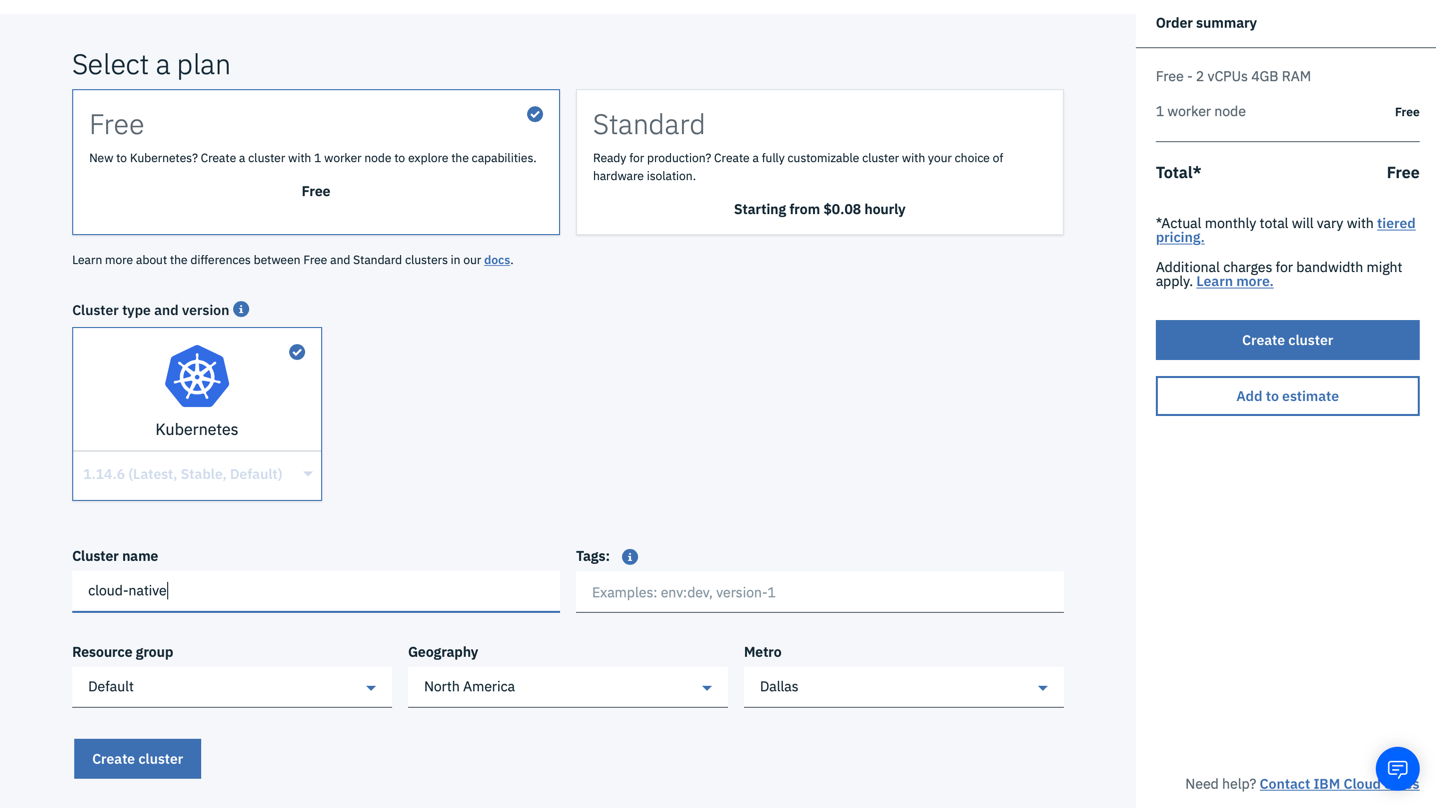 Select a plan
Free
New to Kubernetes? Create a cluster with 1 worker node to explore the capabilities.
Free
Standard
Ready for production? Create a fully customizable cluster with your choice of
hardware isolation.
Starting from $0.08 hourly
Learn more about the differences between Free and Standard clusters in our docs.
Cluster type and version
Kubernetes
1.14.6 (Latest, Stable, Default)
Cluster name
cloud-native
Tags:
Examples: env:dev, version-1
Resource group
Default
Geography
North America
Metro
Dallas
Create cluster
Order summary
Free - 2 vCPUs 4GB RAM
1 worker node Free
Total* Free
*Actual monthly total will vary with tiered
pricing.
Additional charges for bandwidth might
apply. Learn more.
Create cluster
Add to estimate
Need help? Contact IBM Cloud